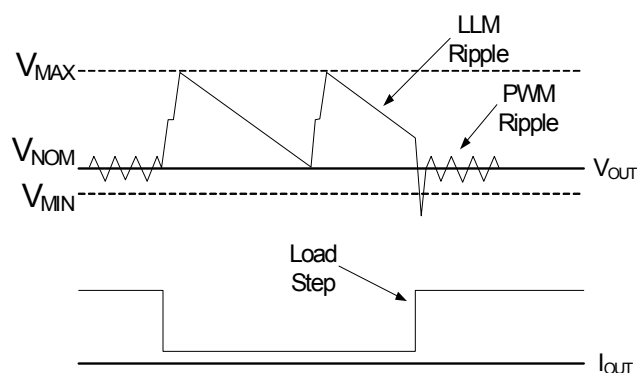 LLM
Ripple
VMAX
PWM
Ripple
VNOM
VOUT
VMIN
Load
Step
IOUT